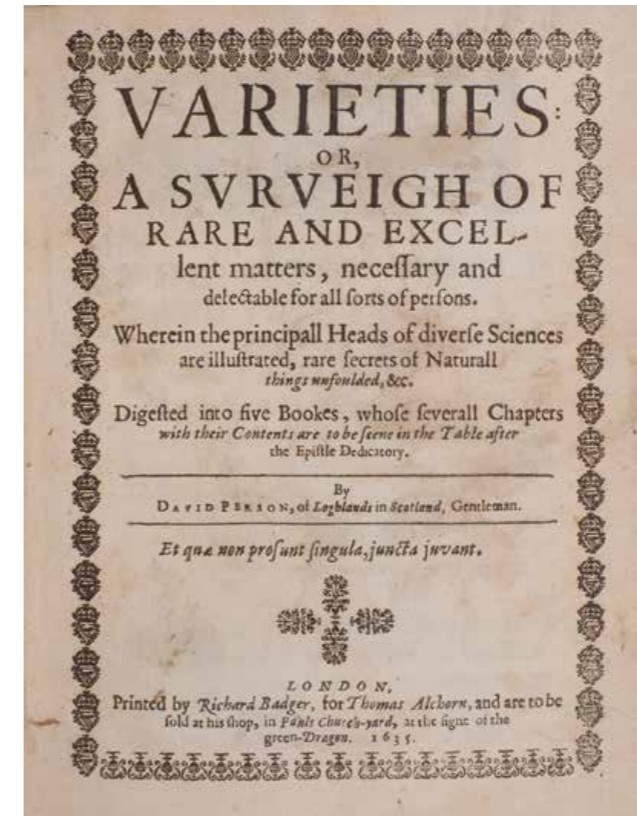 VARIETIES:
OR,
A SVRVEIGH OF
RARE AND EXCEL-
lent matters, neceſſary and
delectable for all ſorts of perſons.
Wherein the principall Heads of diverſe Sciences
are illuſtrated, rare ſecrets of Naturall
things unfoulded, &c.
Digeſted into five Bookes, whoſe ſeverall Chapters
with their Contents are to be ſeene in the Table after
the Epiſtle Dedicatory.
By
DAVID PERSON, of Loghlands in Scotland, Gentleman.
Et quæ non proſunt ſingula, juncta juvant.
LONDON,
Printed by Richard Badger, for Thomas Alchorn, and are to be
ſold at his ſhop, in Pauls Church-yard, at the ſigne of the
green-Dragon. 1635.